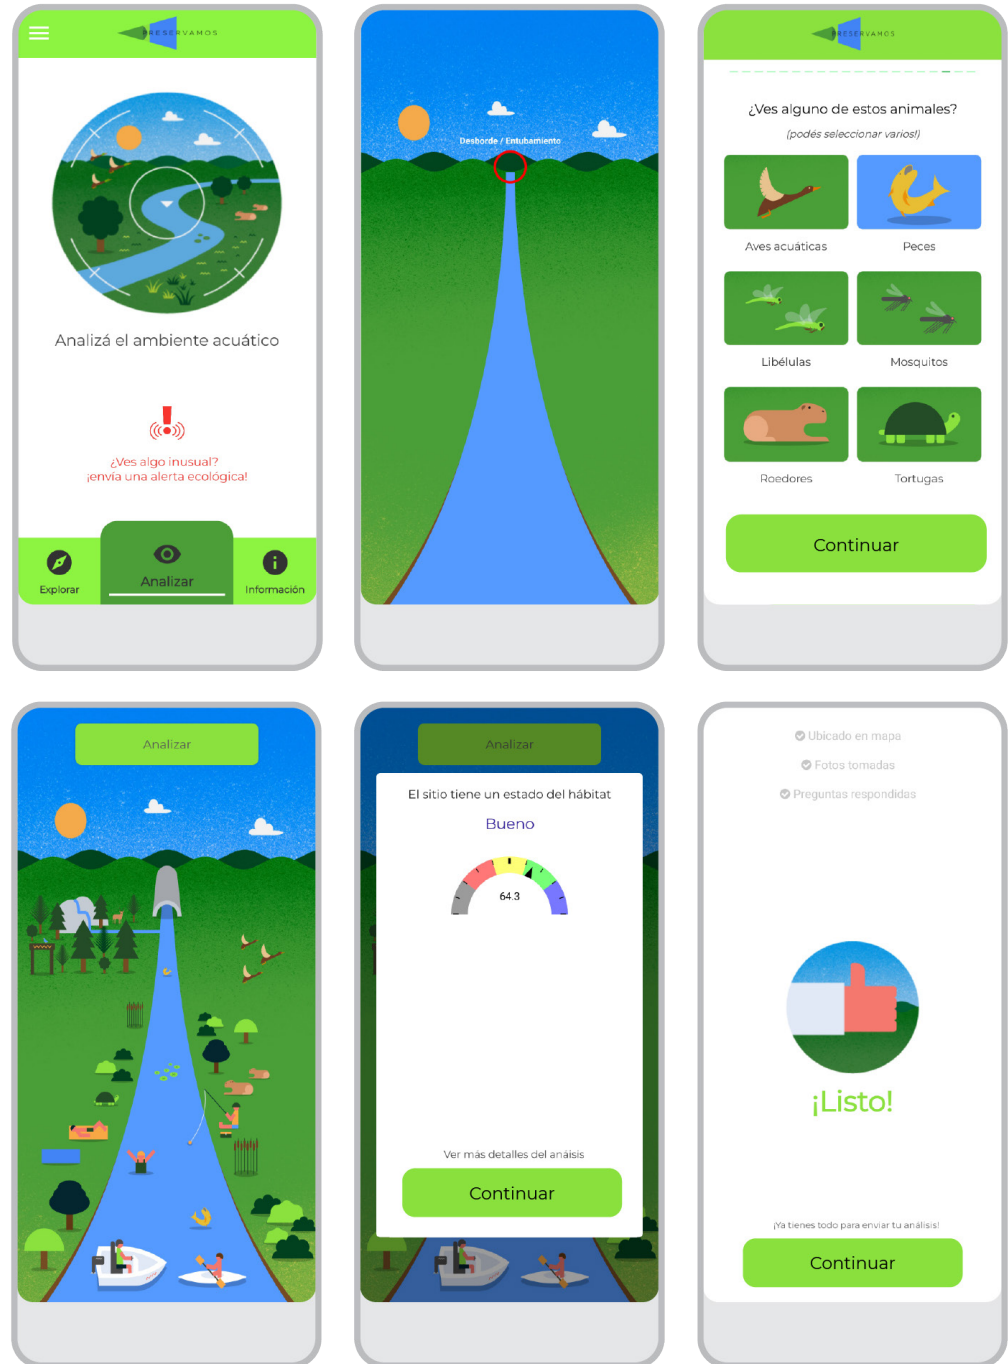 PRESERVAMOS
Analizá el ambiente acuático
¿Ves algo inusual?
¡envía una alerta ecológica!
Explorar
Analizar
Información
Desborde / Entubamiento
PRESERVAMOS
¿Ves alguno de estos animales?
(podés seleccionar varios!)
Aves acuáticas
Peces
Libélulas
Mosquitos
Roedores
Tortugas
Continuar
Analizar
Analizar
El sitio tiene un estado del hábitat
Bueno
64.3
Ver más detalles del anáisis
Continuar
Ubicado en mapa
Fotos tomadas
Preguntas respondidas
¡Listo!
¡Ya tienes todo para enviar tu análisis!
Continuar